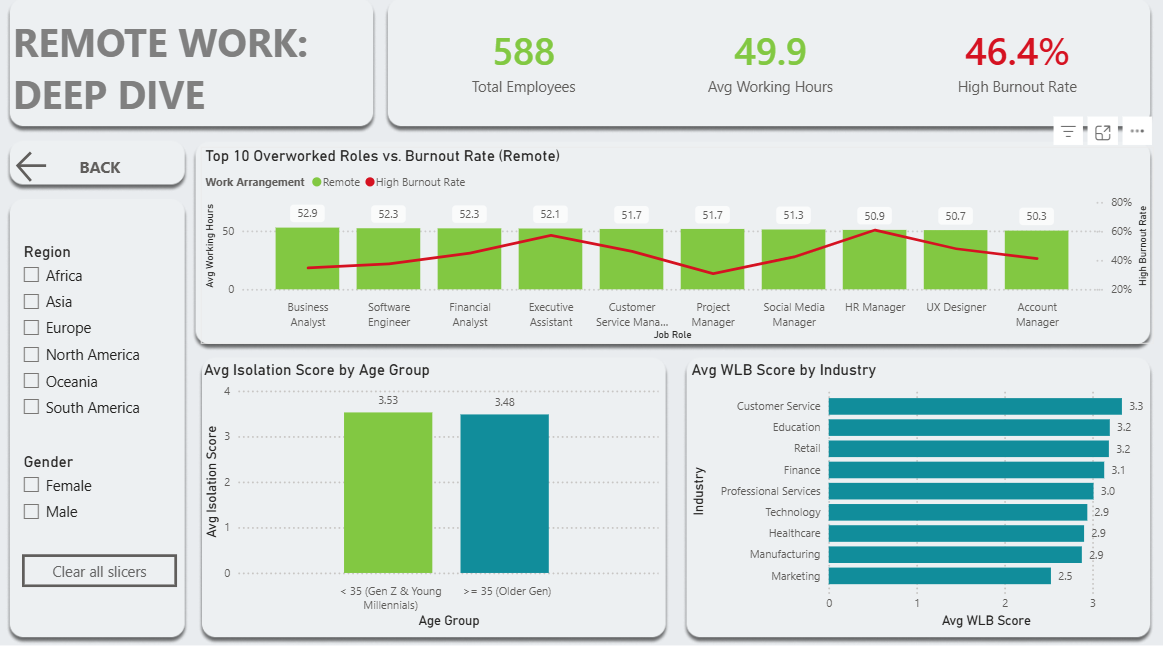 REMOTE WORK:
DEEP DIVE
588
Total Employees
49.9
Avg Working Hours
46.4%
High Burnout Rate
BACK
Region
Africa
Asia
Europe
North America
Oceania
South America
Gender
Female
Male
Clear all slicers
Top 10 Overworked Roles vs. Burnout Rate (Remote)
Work Arrangement Remote High Burnout Rate
Avg Working Hours
50
0
52.9
52.3
52.3
52.1
51.7
51.7
51.3
50.9
50.7
50.3
80%
60%
40%
20%
High Burnout Rate
Business
Analyst
Software
Engineer
Financial
Analyst
Executive
Assistant
Customer
Service Mana...
Project
Manager
Social Media
Manager
HR Manager
UX Designer
Account
Manager
Job Role
Avg Isolation Score by Age Group
Avg Isolation Score
4
3
2
1
0
3.53
3.48
< 35 (Gen Z & Young
Millennials)
>= 35 (Older Gen)
Age Group
Avg WLB Score by Industry
Industry
Customer Service 3.3
Education 3.2
Retail 3.2
Finance 3.1
Professional Services 3.0
Technology 2.9
Healthcare 2.9
Manufacturing 2.9
Marketing 2.5
0 1 2 3
Avg WLB Score